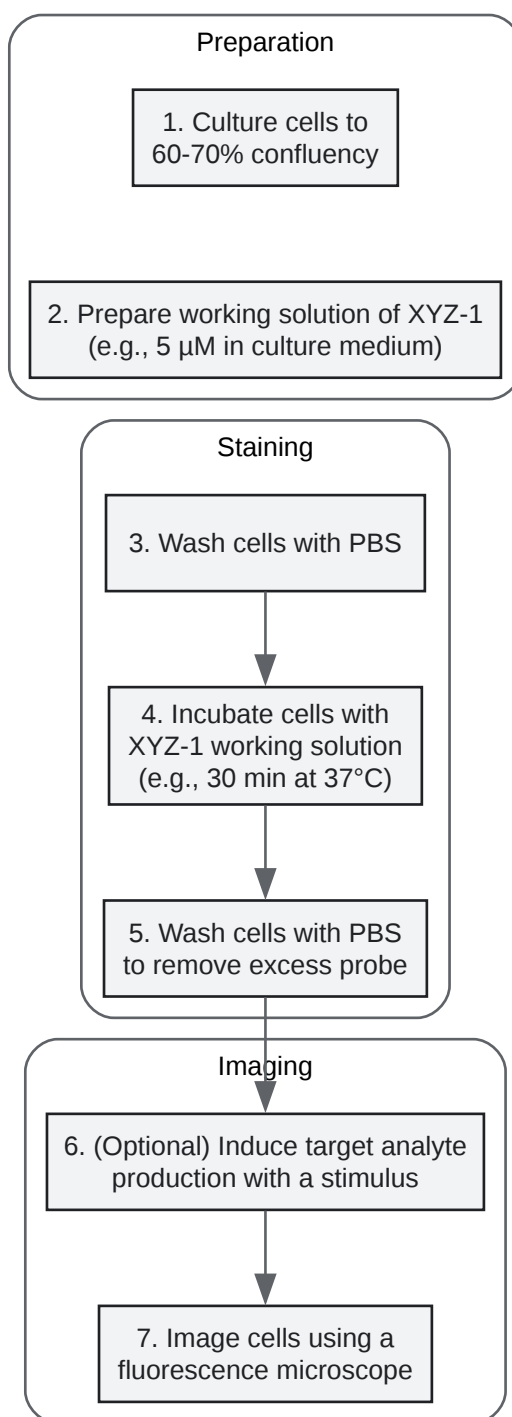 Preparation
1. Culture cells to
60-70% confluency
2. Prepare working solution of XYZ-1
(e.g., 5 µM in culture medium)
Staining
3. Wash cells with PBS
4. Incubate cells with
XYZ-1 working solution
(e.g., 30 min at 37°C)
5. Wash cells with PBS
to remove excess probe
Imaging
6. (Optional) Induce target analyte
production with a stimulus
7. Image cells using a
fluorescence microscope